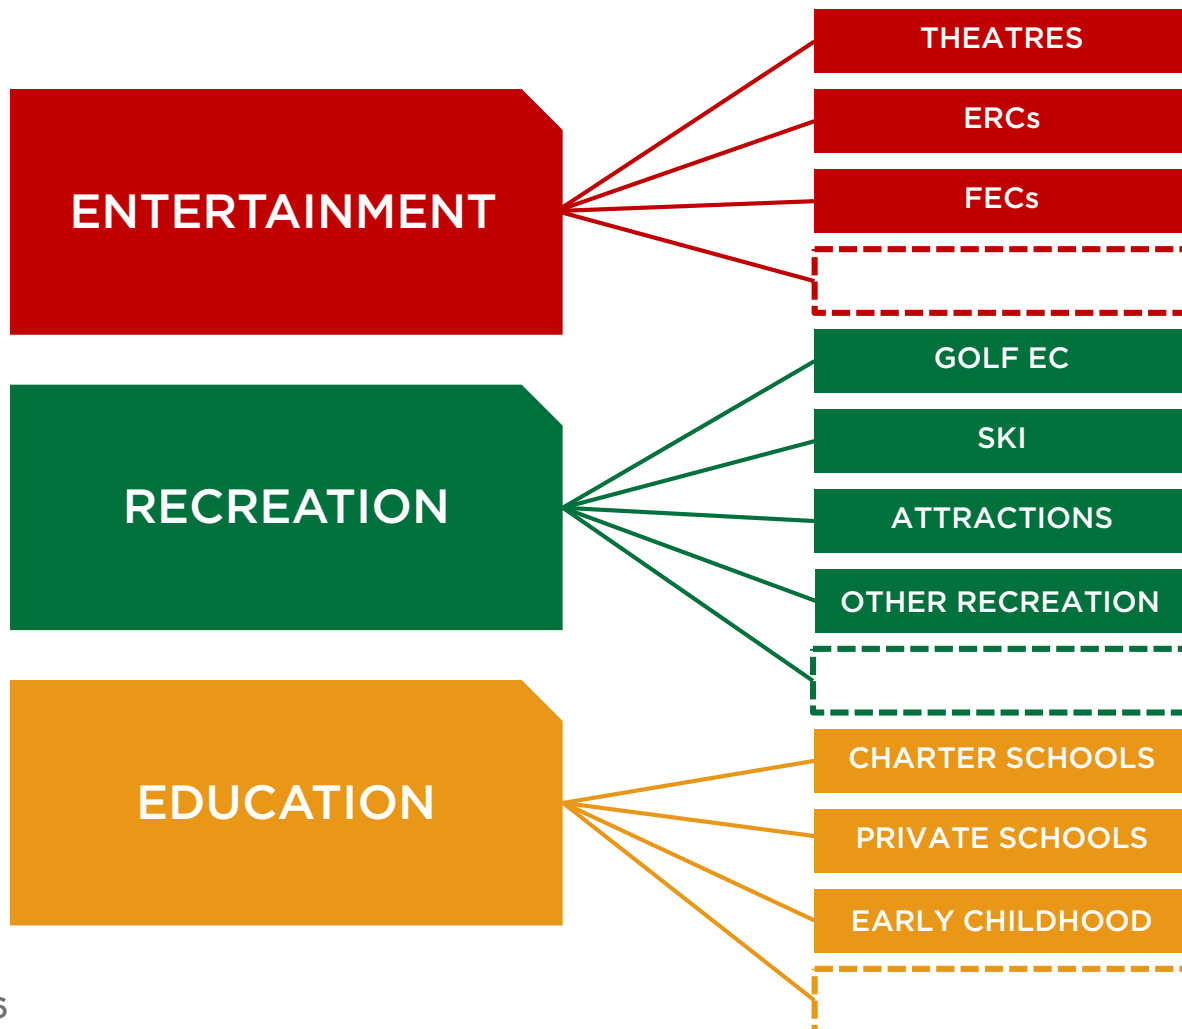 ENTERTAINMENT
THEATRES
ERCs
FECs
RECREATION
GOLF EC
SKI
ATTRACTIONS
OTHER RECREATION
EDUCATION
CHARTER SCHOOLS
PRIVATE SCHOOLS
EARLY CHILDHOOD